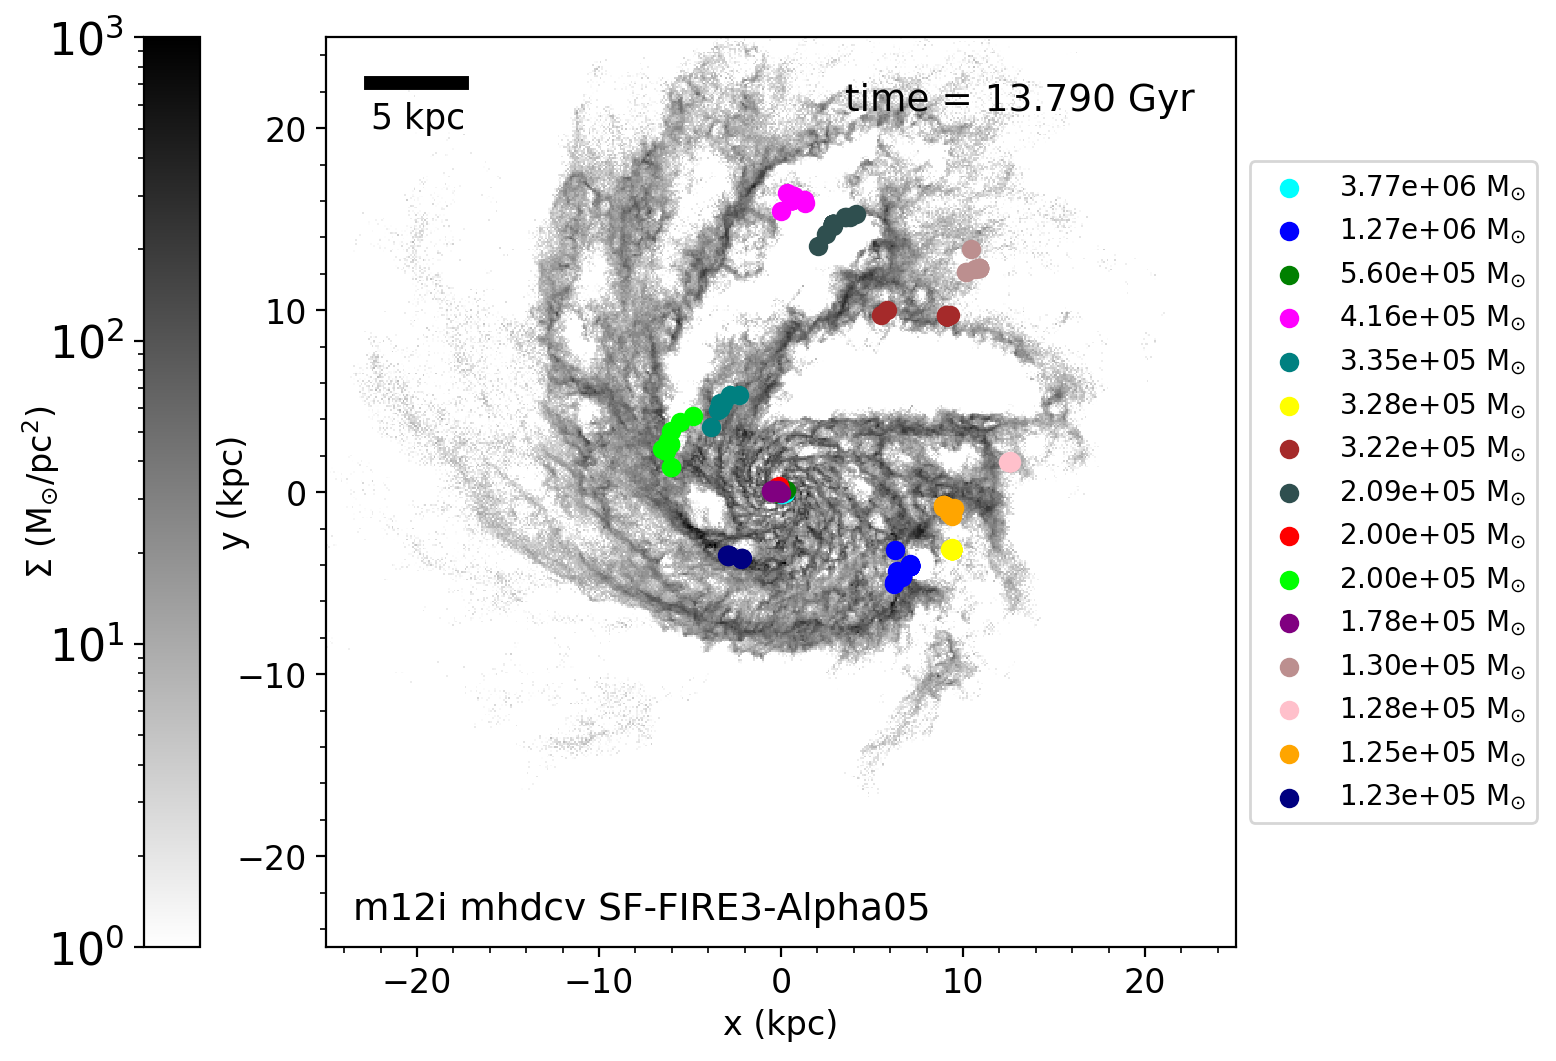 10³
10²
10¹
10⁰
Σ (M☉/pc²)
5 kpc
time = 13.790 Gyr
m12i mhdcv SF-FIRE3-Alpha05
20
10
0
−10
−20
y (kpc)
−20 −10 0 10 20
x (kpc)
3.77e+06 M☉
1.27e+06 M☉
5.60e+05 M☉
4.16e+05 M☉
3.35e+05 M☉
3.28e+05 M☉
3.22e+05 M☉
2.09e+05 M☉
2.00e+05 M☉
2.00e+05 M☉
1.78e+05 M☉
1.30e+05 M☉
1.28e+05 M☉
1.25e+05 M☉
1.23e+05 M☉